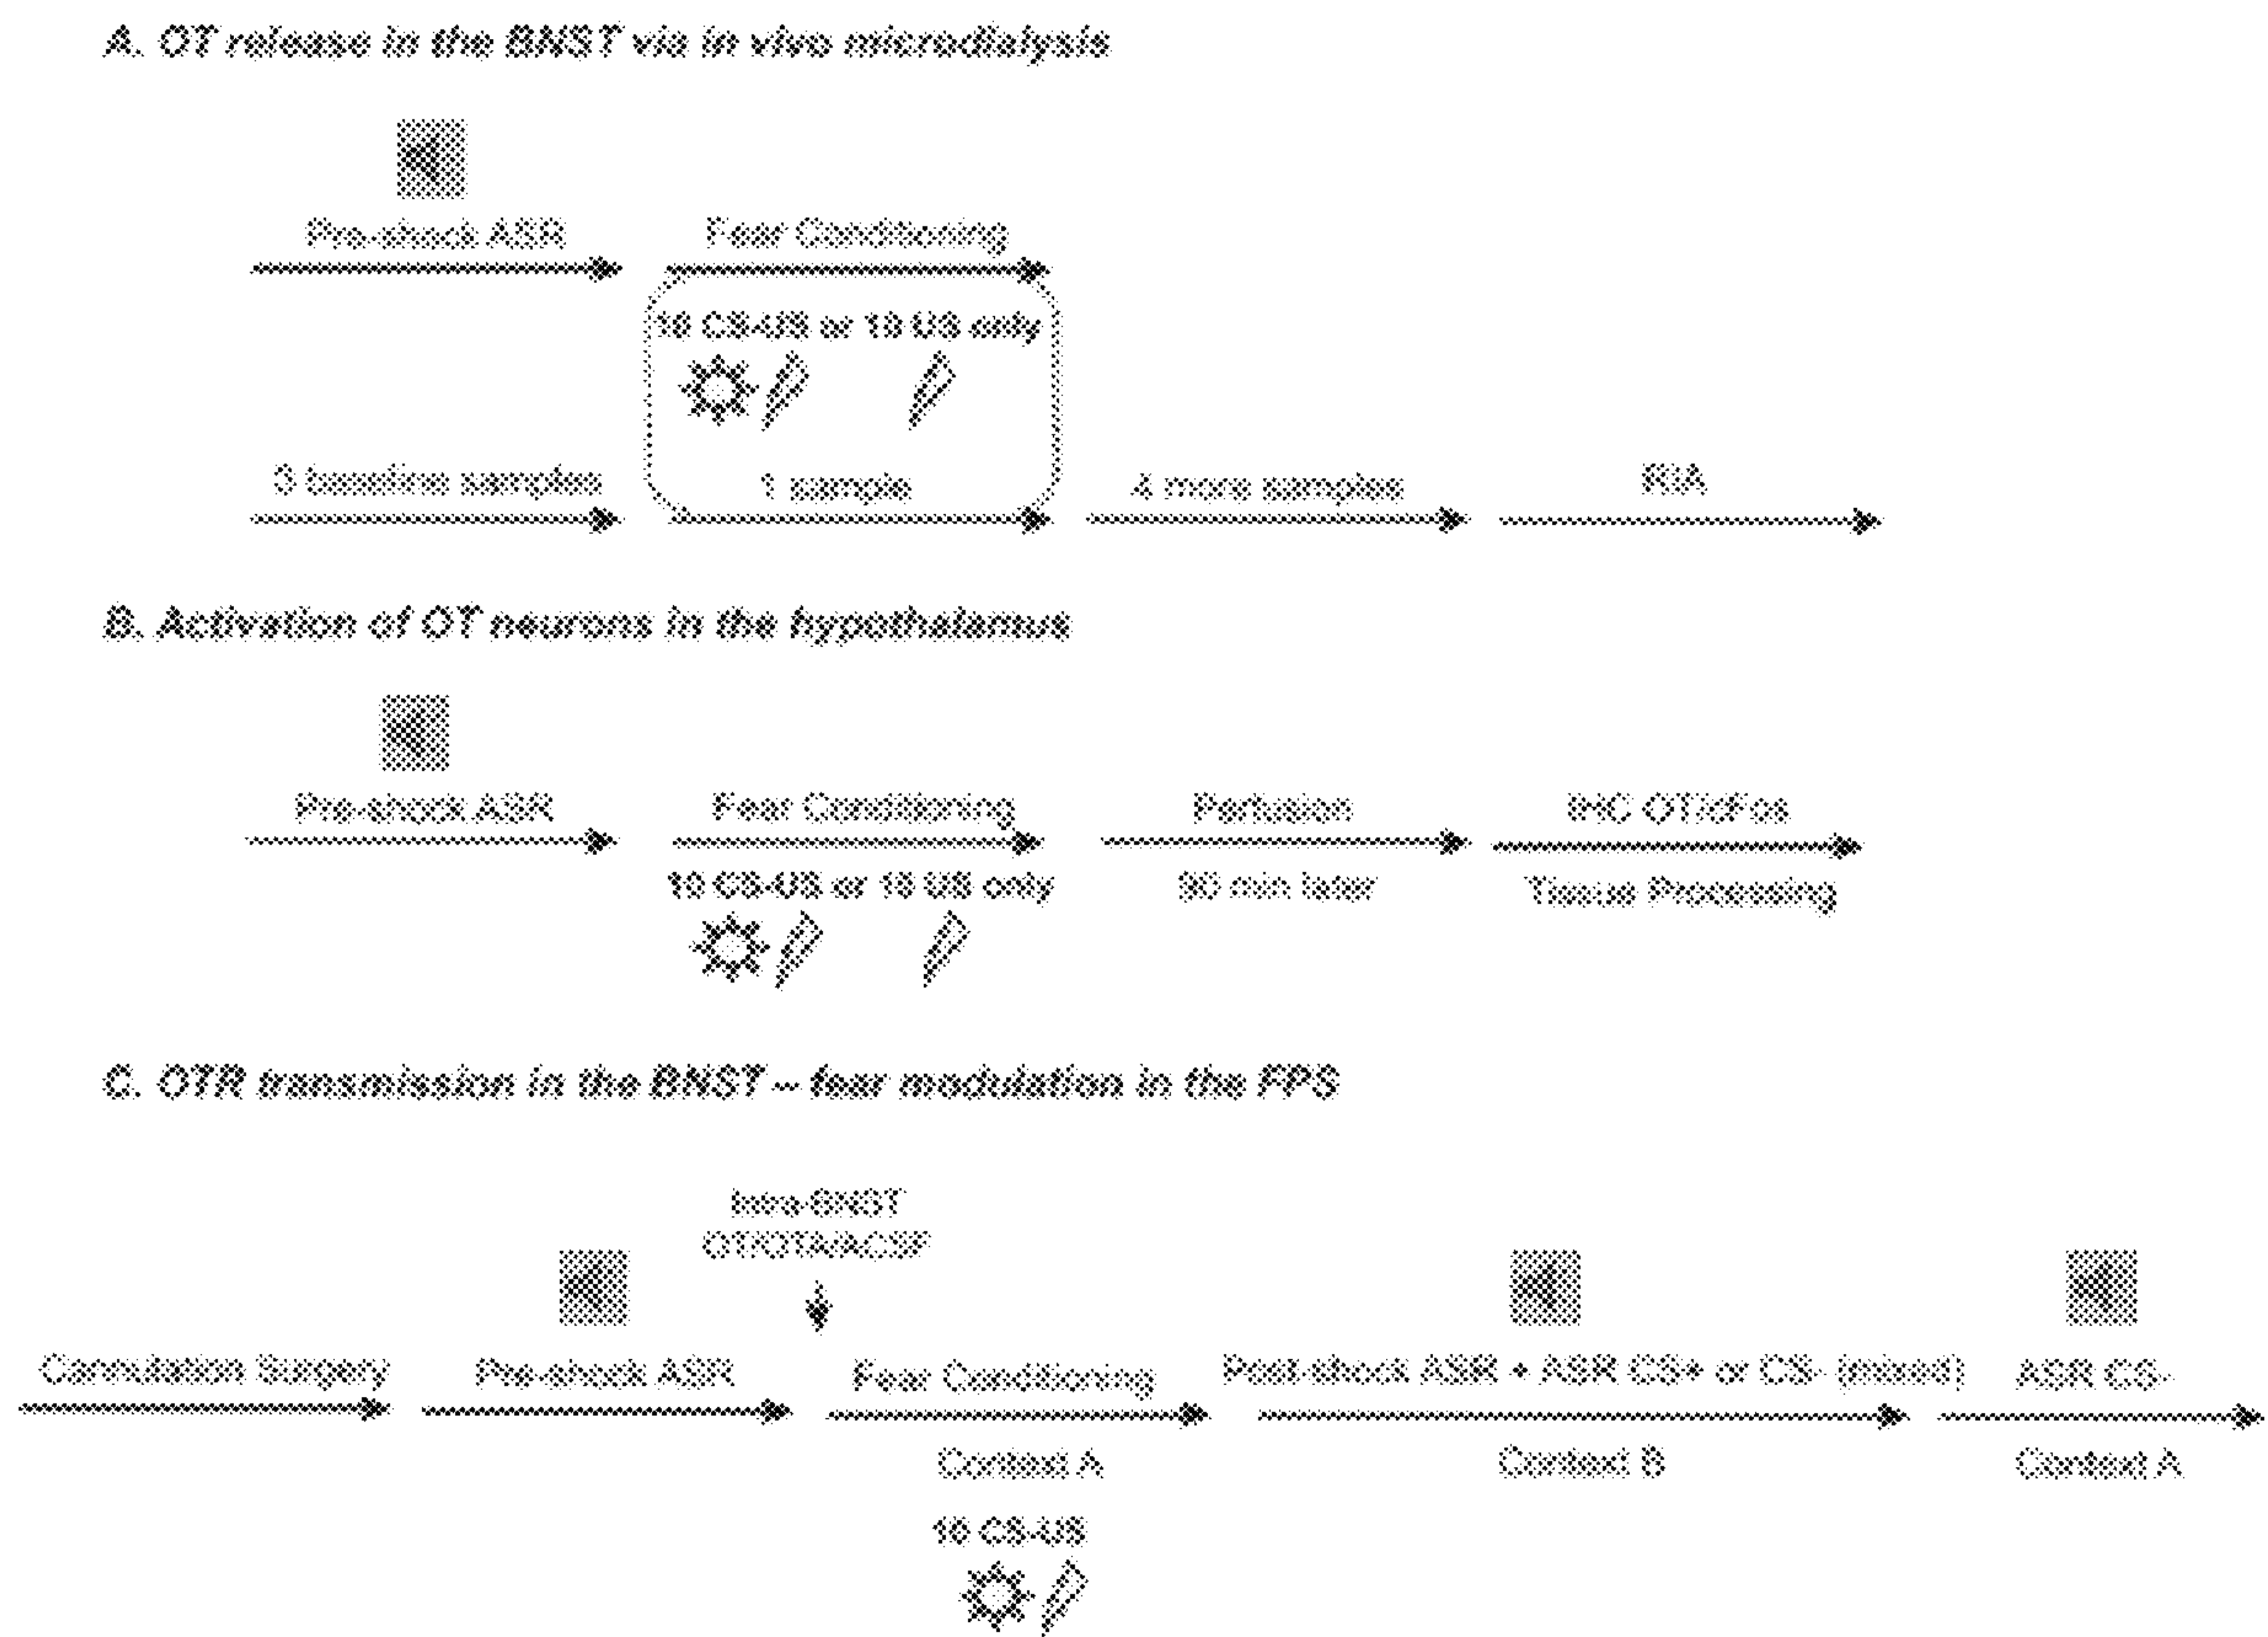 A. OT release in the BNST via in vivo microdialysis
Pre-shock ASR
Fear Conditioning
10 CS-US or 10 US only
3 baseline samples
1 sample
4 more samples
RIA
B. Activation of OT neurons in the hypothalamus
Pre-shock ASR
Fear Conditioning
Perfusion
IHC OT/cFos
10 CS-US or 10 US only
90 min later
Tissue Processing
C. OTR transmission in the BNST – fear modulation in the FPS
Intra-BNST
OT/OTA/ACSF
Cannulation Surgery
Pre-shock ASR
Fear Conditioning
Post-shock ASR + ASR CS+ or CS- (mixed)
ASR CS-
Context A
Context B
Context A
10 CS-US